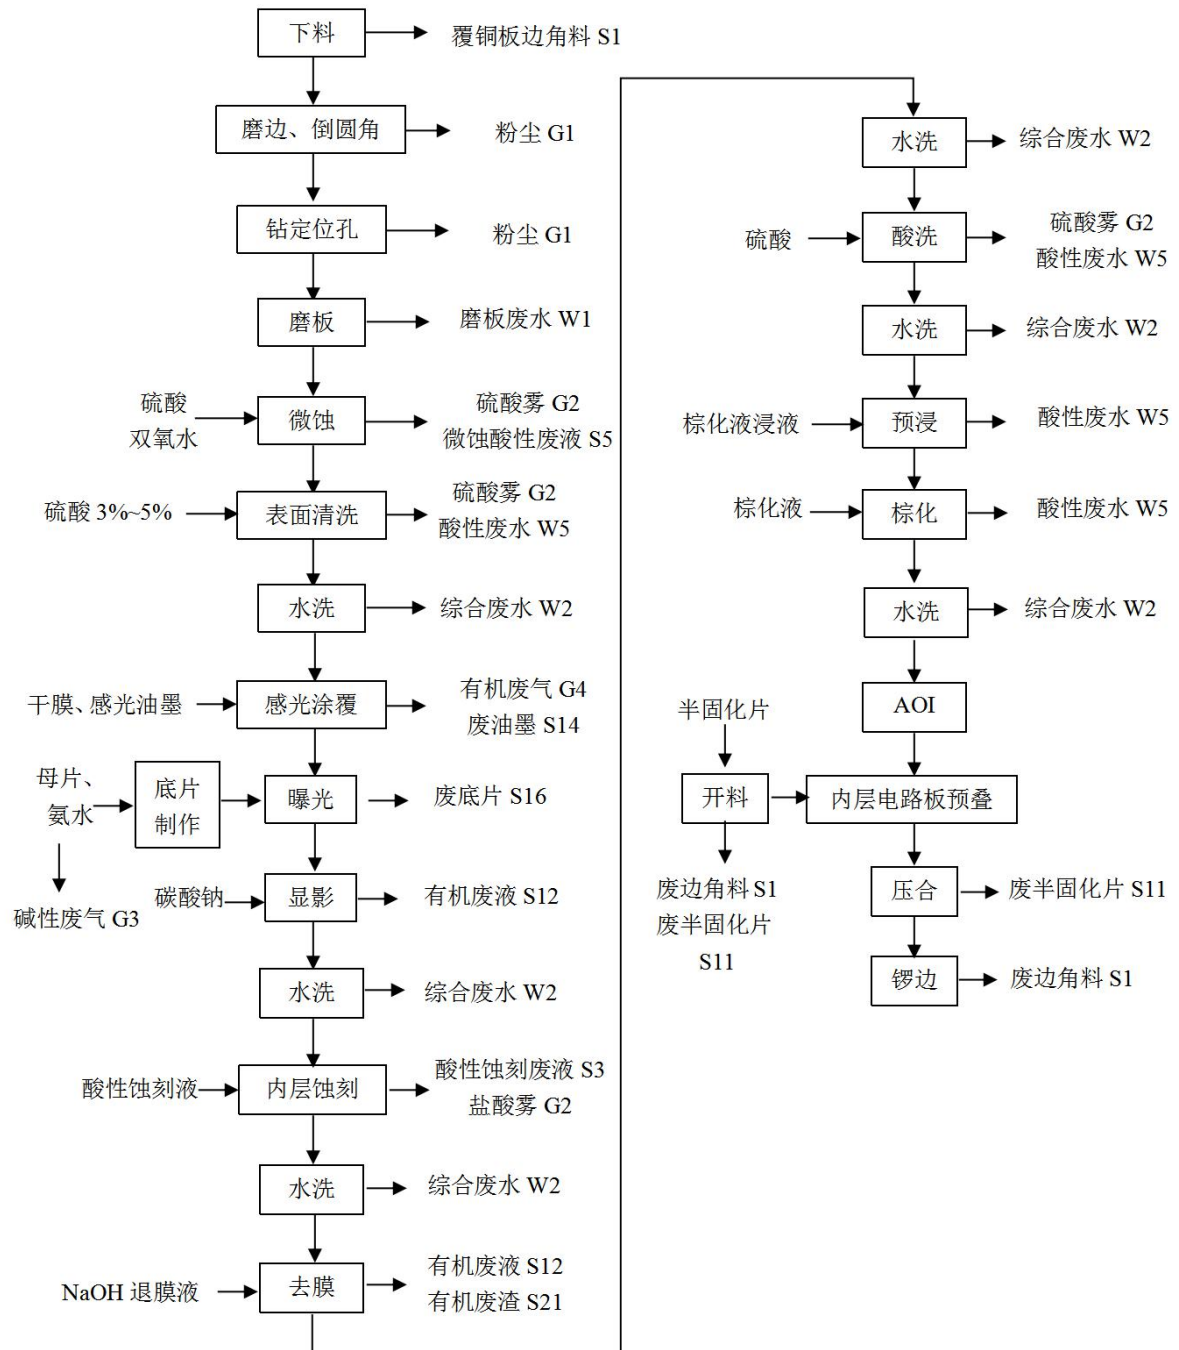 下料
覆铜板边角料 S1
磨边、倒圆角
粉尘 G1
钻定位孔
粉尘 G1
磨板
磨板废水 W1
硫酸
双氧水
微蚀
硫酸雾 G2
微蚀酸性废液 S5
硫酸 3%~5%
表面清洗
硫酸雾 G2
酸性废水 W5
水洗
综合废水 W2
干膜、感光油墨
感光涂覆
有机废气 G4
废油墨 S14
母片、
氨水
底片
制作
曝光
废底片 S16
碱性废气 G3
碳酸钠
显影
有机废液 S12
水洗
综合废水 W2
酸性蚀刻液
内层蚀刻
酸性蚀刻废液 S3
盐酸雾 G2
水洗
综合废水 W2
NaOH 退膜液
去膜
有机废液 S12
有机废渣 S21
水洗
综合废水 W2
硫酸
酸洗
硫酸雾 G2
酸性废水 W5
水洗
综合废水 W2
棕化液浸液
预浸
酸性废水 W5
棕化液
棕化
酸性废水 W5
水洗
综合废水 W2
AOI
半固化片
开料
内层电路板预叠
废边角料 S1
废半固化片
S11
压合
废半固化片 S11
锣边
废边角料 S1